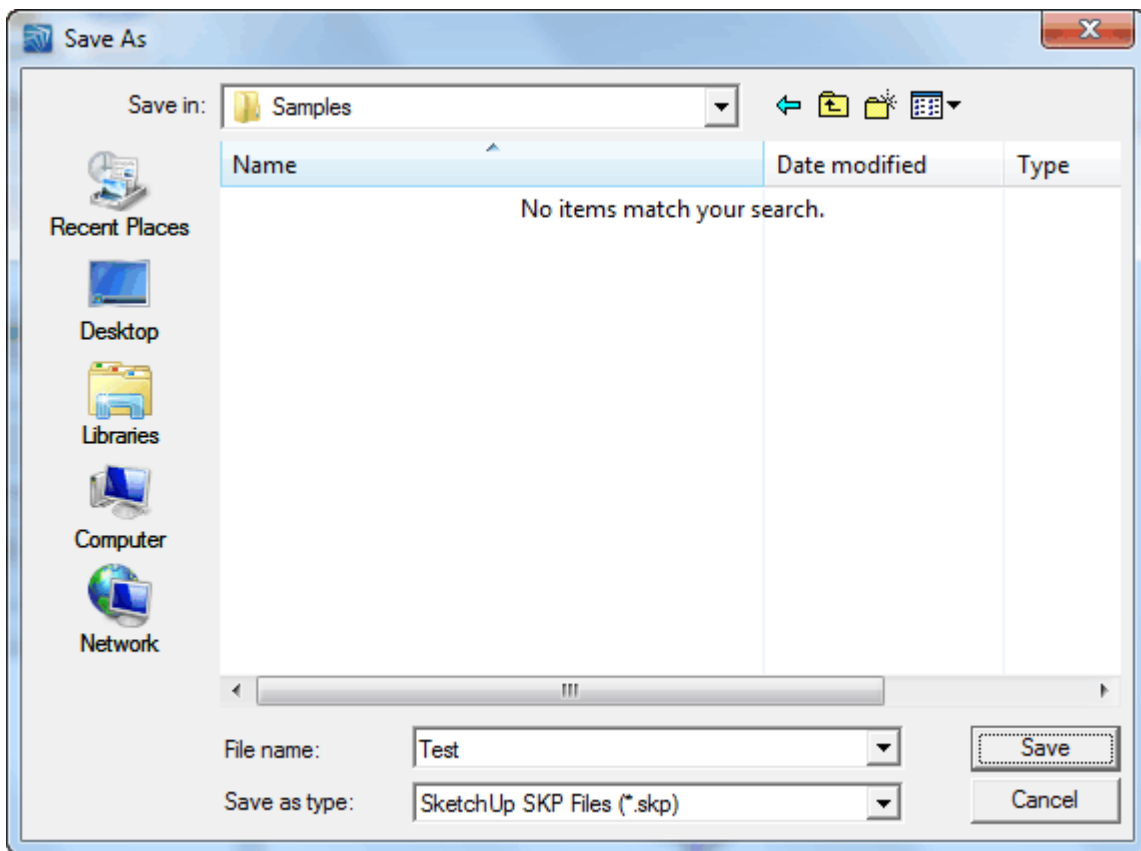 Save As
Save in: Samples
Name Date modified Type
No items match your search.
Recent Places
Desktop
Libraries
Computer
Network
File name: Test Save
Save as type: SketchUp SKP Files (*.skp) Cancel